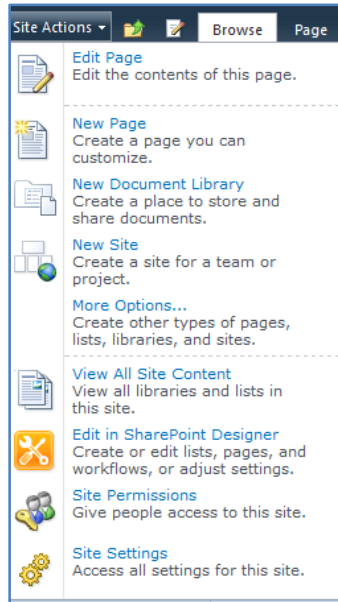 Site Actions Browse Page
Edit Page
Edit the contents of this page.
New Page
Create a page you can
customize.
New Document Library
Create a place to store and
share documents.
New Site
Create a site for a team or
project.
More Options...
Create other types of pages,
lists, libraries, and sites.
View All Site Content
View all libraries and lists in
this site.
Edit in SharePoint Designer
Create or edit lists, pages, and
workflows, or adjust settings.
Site Permissions
Give people access to this site.
Site Settings
Access all settings for this site.